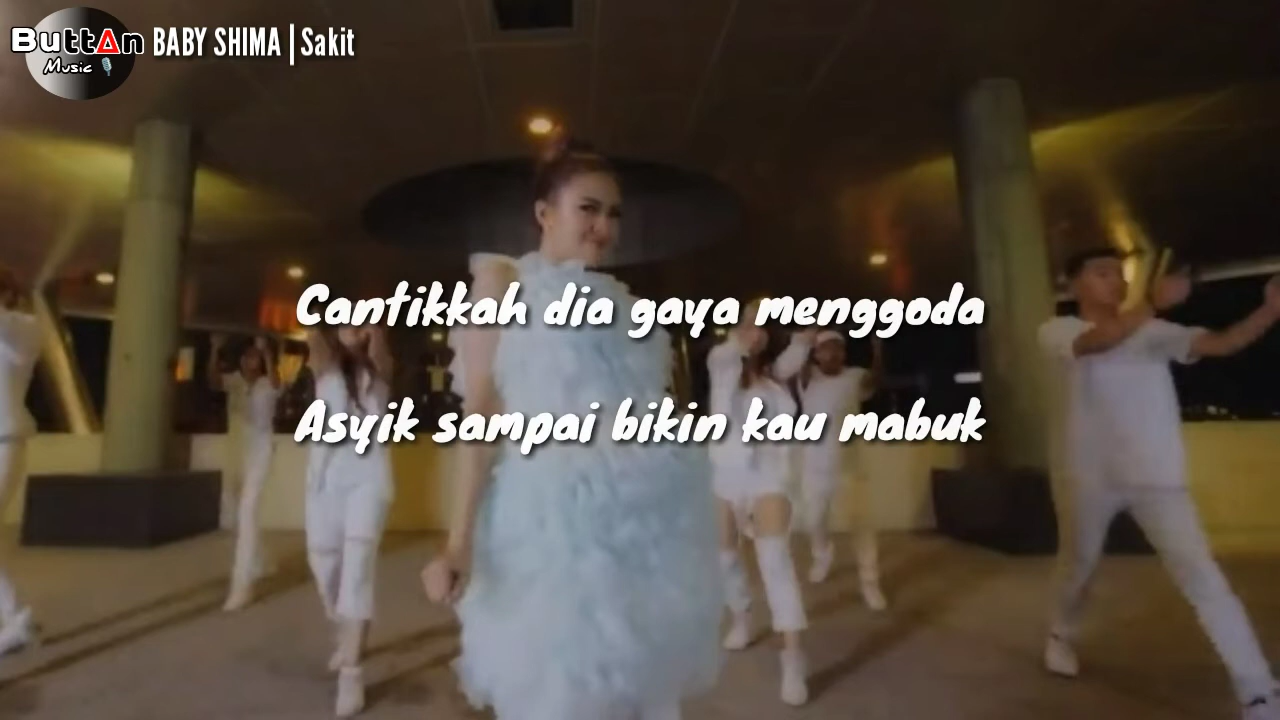 ButtAn
Music
BABY SHIMA | Sakit
Cantikkah dia gaya menggoda
Asyik sampai bikin kau mabuk